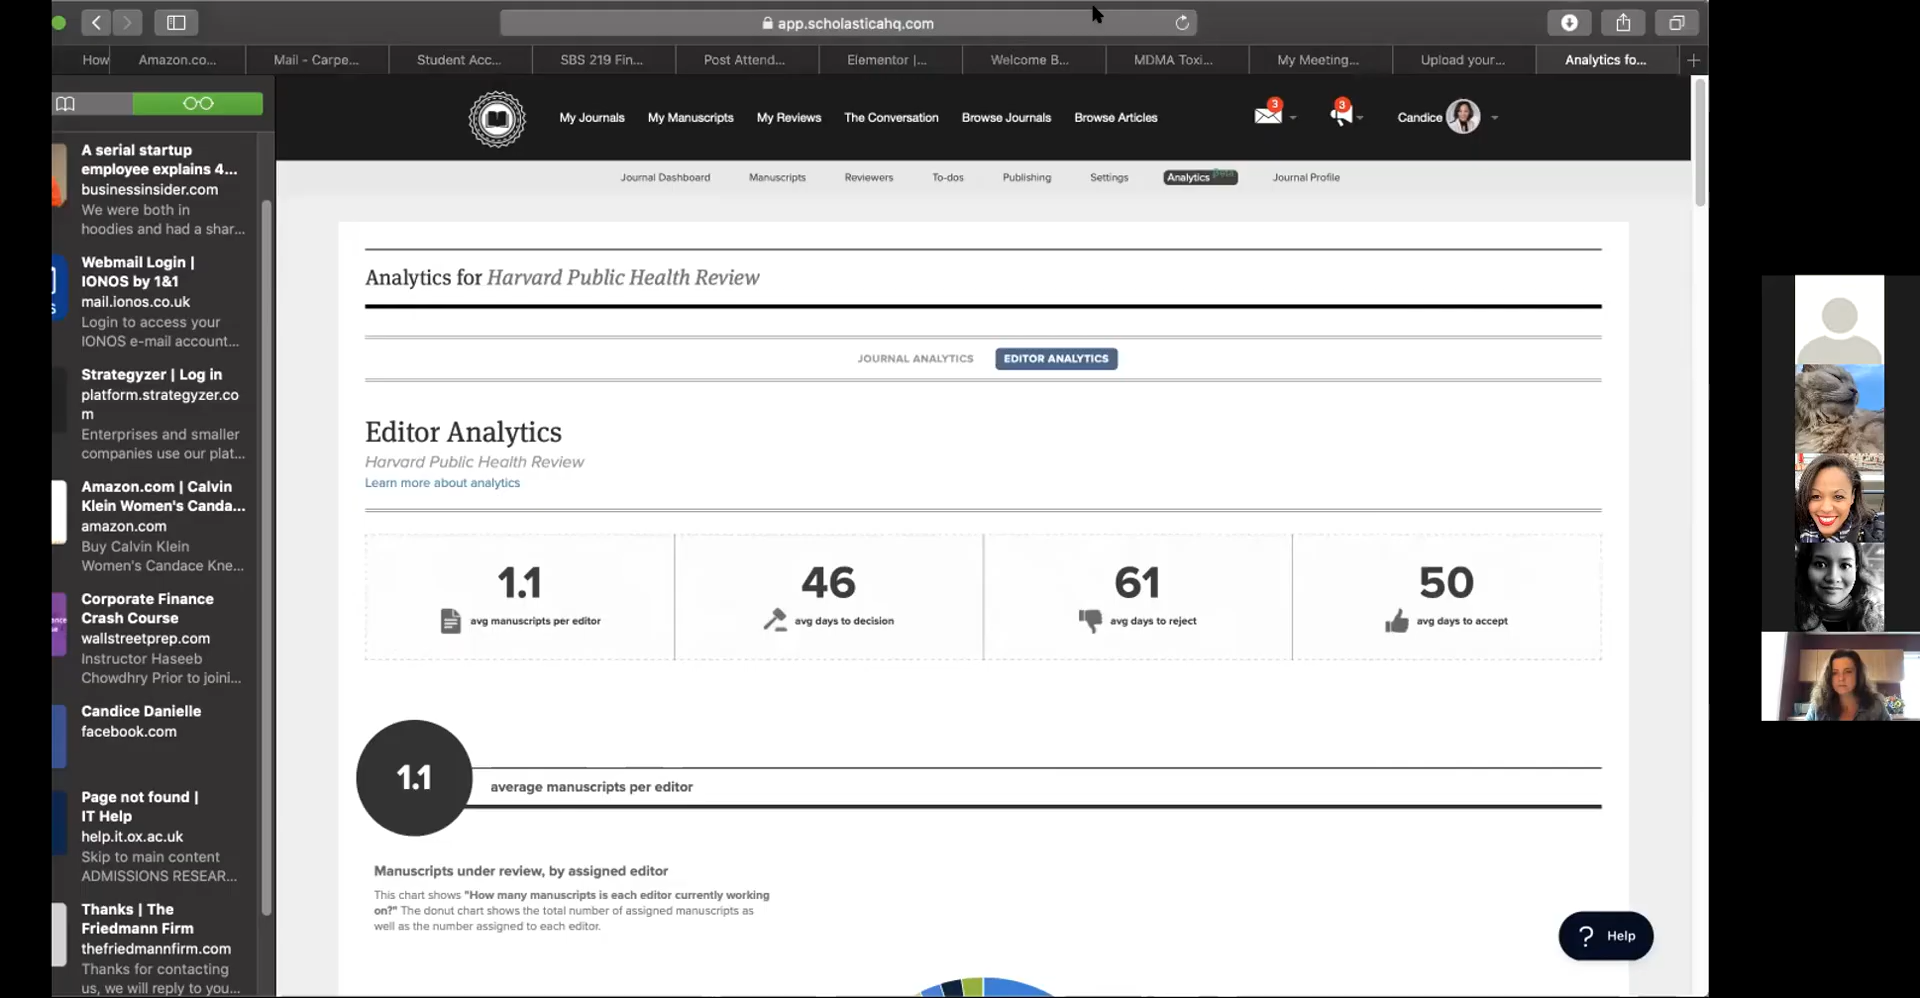 app.scholasticahq.com
How
Amazon.co...
Mail - Carpe...
Student Acc...
SBS 219 Fin...
Post Attend...
Elementor |...
Welcome B...
MDMA Toxi...
My Meeting...
Upload your...
Analytics fo...
My Journals
My Manuscripts
My Reviews
The Conversation
Browse Journals
Browse Articles
3
3
Candice
Journal Dashboard
Manuscripts
Reviewers
To-dos
Publishing
Settings
Analytics Beta
Journal Profile
A serial startup
employee explains 4...
businessinsider.com
We were both in
hoodies and had a shar...
Webmail Login |
IONOS by 1&1
mail.ionos.co.uk
Login to access your
IONOS e-mail account...
Strategyzer | Log in
platform.strategyzer.co
m
Enterprises and smaller
companies use our plat...
Amazon.com | Calvin
Klein Women's Canda...
amazon.com
Buy Calvin Klein
Women's Candace Kne...
Corporate Finance
Crash Course
wallstreetprep.com
Instructor Haseeb
Chowdhry Prior to joini...
Candice Danielle
facebook.com
Page not found |
IT Help
help.it.ox.ac.uk
Skip to main content
ADMISSIONS RESEAR...
Thanks | The
Friedmann Firm
thefriedmannfirm.com
Thanks for contacting
us, we will reply to you...
Analytics for Harvard Public Health Review
JOURNAL ANALYTICS
EDITOR ANALYTICS
Editor Analytics
Harvard Public Health Review
Learn more about analytics
1.1
avg manuscripts per editor
46
avg days to decision
61
avg days to reject
50
avg days to accept
1.1
average manuscripts per editor
Manuscripts under review, by assigned editor
This chart shows "How many manuscripts is each editor currently working
on?" The donut chart shows the total number of assigned manuscripts as
well as the number assigned to each editor.
? Help